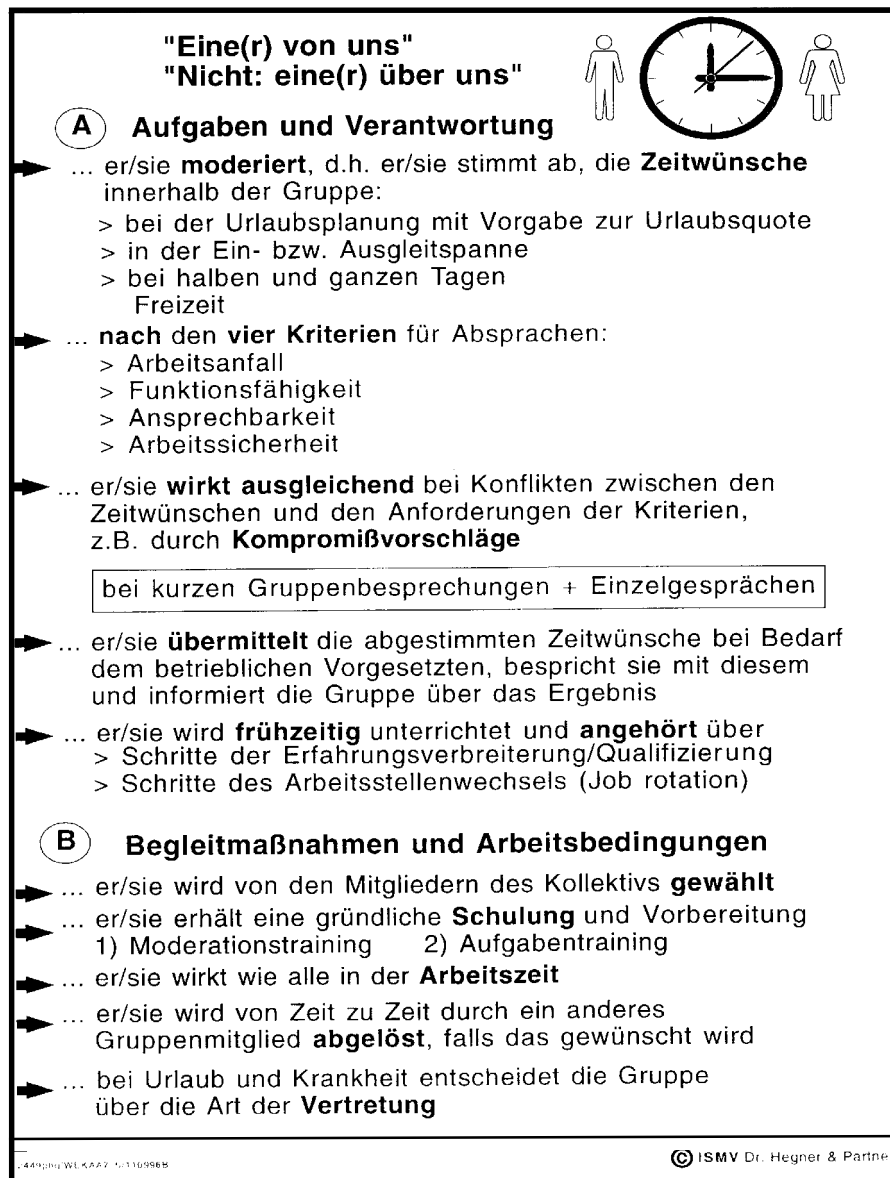 "Eine(r) von uns"
"Nicht: eine(r) über uns"
A Aufgaben und Verantwortung
... er/sie moderiert, d.h. er/sie stimmt ab, die Zeitwünsche
innerhalb der Gruppe:
> bei der Urlaubsplanung mit Vorgabe zur Urlaubsquote
> in der Ein- bzw. Ausgleitspanne
> bei halben und ganzen Tagen
Freizeit
... nach den vier Kriterien für Absprachen:
> Arbeitsanfall
> Funktionsfähigkeit
> Ansprechbarkeit
> Arbeitssicherheit
... er/sie wirkt ausgleichend bei Konflikten zwischen den
Zeitwünschen und den Anforderungen der Kriterien,
z.B. durch Kompromißvorschläge
bei kurzen Gruppenbesprechungen + Einzelgesprächen
... er/sie übermittelt die abgestimmten Zeitwünsche bei Bedarf
dem betrieblichen Vorgesetzten, bespricht sie mit diesem
und informiert die Gruppe über das Ergebnis
... er/sie wird frühzeitig unterrichtet und angehört über
> Schritte der Erfahrungsverbreiterung/Qualifizierung
> Schritte des Arbeitsstellenwechsels (Job rotation)
B Begleitmaßnahmen und Arbeitsbedingungen
... er/sie wird von den Mitgliedern des Kollektivs gewählt
... er/sie erhält eine gründliche Schulung und Vorbereitung
1) Moderationstraining 2) Aufgabentraining
... er/sie wirkt wie alle in der Arbeitszeit
... er/sie wird von Zeit zu Zeit durch ein anderes
Gruppenmitglied abgelöst, falls das gewünscht wird
... bei Urlaub und Krankheit entscheidet die Gruppe
über die Art der Vertretung
© ISMV Dr. Hegner & Partne